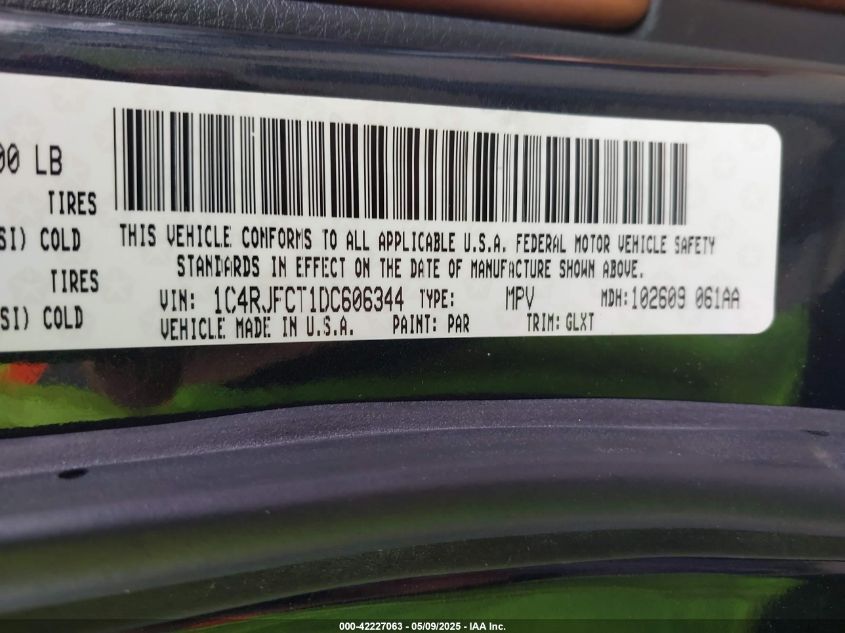 00 LB
TIRES
SI) COLD
TIRES
SI) COLD
THIS VEHICLE CONFORMS TO ALL APPLICABLE U.S.A. FEDERAL MOTOR VEHICLE SAFETY
STANDARDS IN EFFECT ON THE DATE OF MANUFACTURE SHOWN ABOVE.
VIN: 1C4RJFCT1DC606344 TYPE: MPV MDH:102609 061AA
VEHICLE MADE IN U.S.A. PAINT: PAR TRIM: GLXT
000-42227063 - 05/09/2025 - IAA Inc.